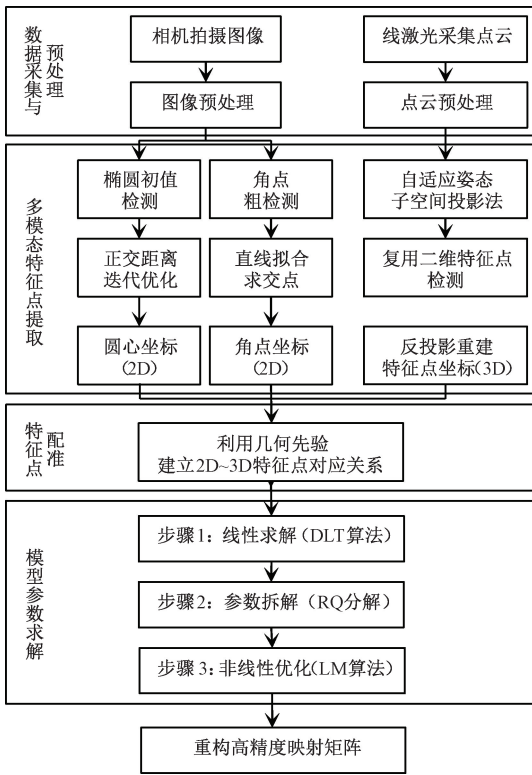 数据采集与
预处理
相机拍摄图像
线激光采集点云
图像预处理
点云预处理
多模态特征点提取
椭圆初值
检测
角点
粗检测
自适应姿态
子空间投影法
正交距离
迭代优化
直线拟合
求交点
复用二维特征点
检测
圆心坐标
(2D)
角点坐标
(2D)
反投影重建
特征点坐标(3D)
特征点
配准
利用几何先验
建立2D~3D特征点对应关系
模型参数求解
步骤1:线性求解(DLT算法)
步骤2:参数拆解(RQ分解)
步骤3:非线性优化(LM算法)
重构高精度映射矩阵